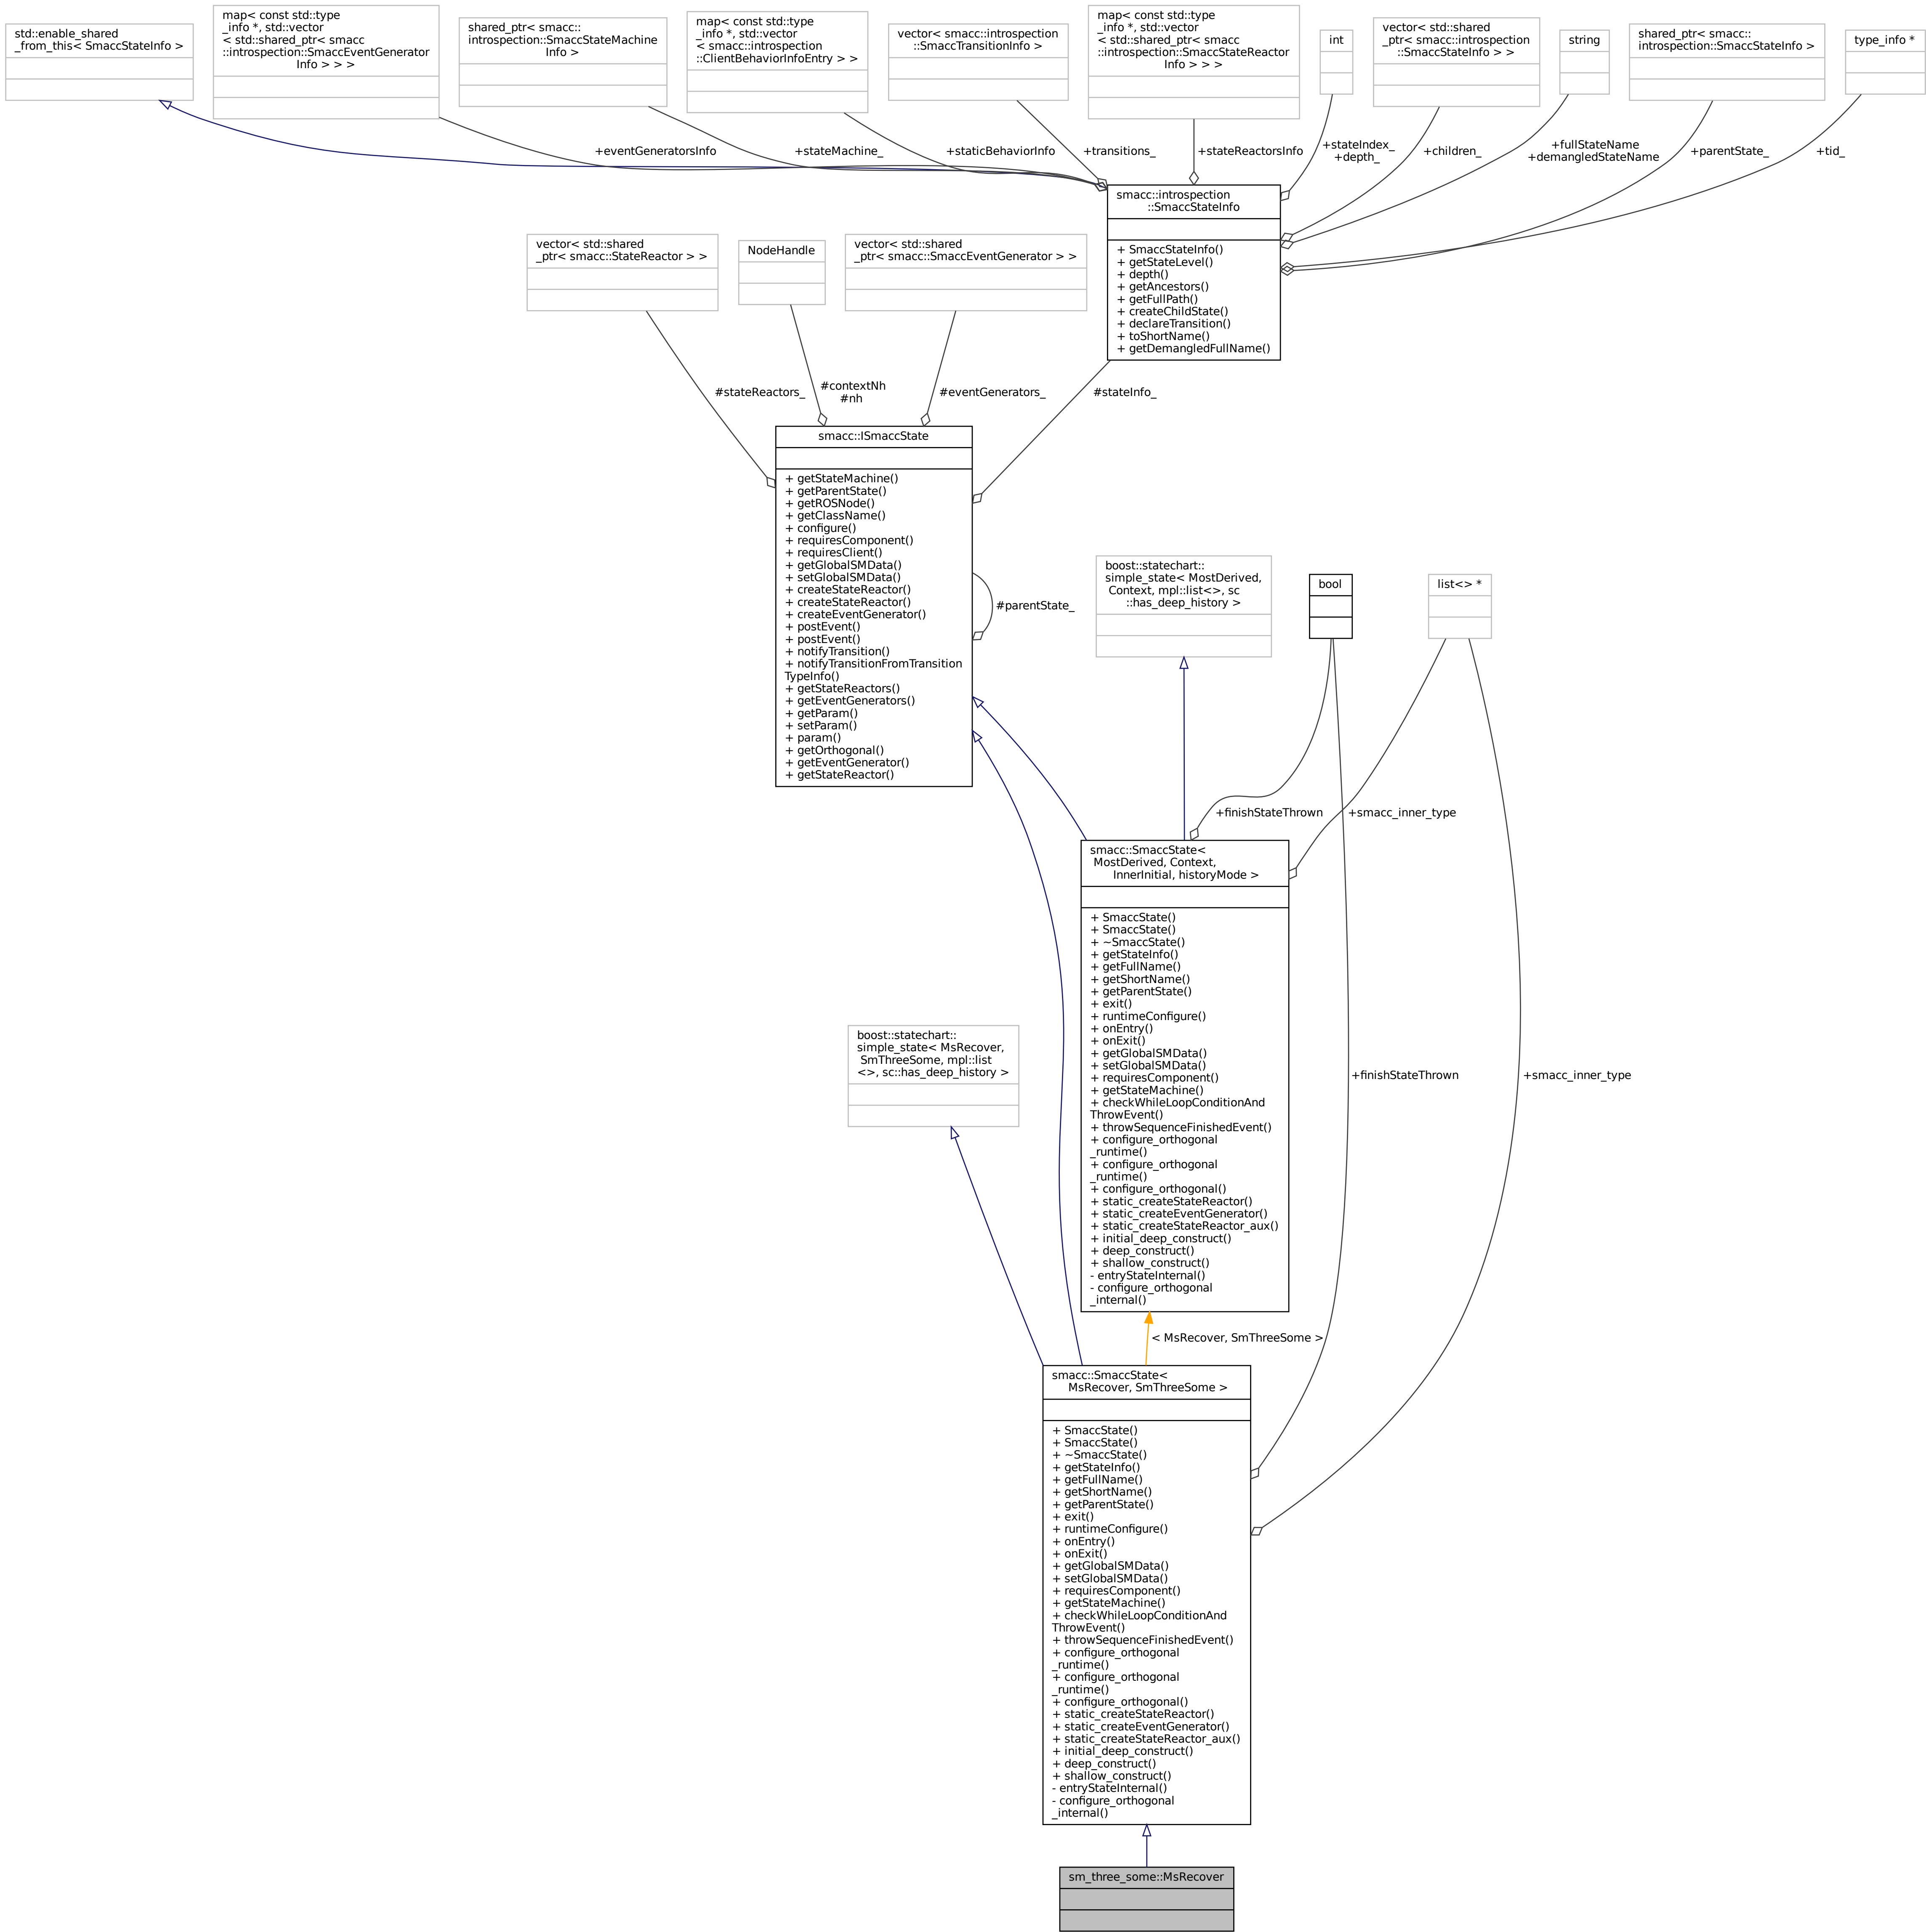 std::enable_shared
_from_this< SmaccStateInfo >
map< const std::type
_info *, std::vector
< std::shared_ptr< smacc
::introspection::SmaccEventGenerator
Info > > >
shared_ptr< smacc::
introspection::SmaccStateMachine
Info >
map< const std::type
_info *, std::vector
< smacc::introspection
::ClientBehaviorInfoEntry > >
vector< smacc::introspection
::SmaccTransitionInfo >
map< const std::type
_info *, std::vector
< std::shared_ptr< smacc
::introspection::SmaccStateReactor
Info > > >
int
vector< std::shared
_ptr< smacc::introspection
::SmaccStateInfo > >
string
shared_ptr< smacc::
introspection::SmaccStateInfo >
type_info *
+eventGeneratorsInfo
+stateMachine_
+staticBehaviorInfo
+transitions_
+stateReactorsInfo
+stateIndex_
+depth_
+children_
+fullStateName
+demangledStateName
+parentState_
+tid_
smacc::introspection
::SmaccStateInfo
+ SmaccStateInfo()
+ getStateLevel()
+ depth()
+ getAncestors()
+ getFullPath()
+ createChildState()
+ declareTransition()
+ toShortName()
+ getDemangledFullName()
vector< std::shared
_ptr< smacc::StateReactor > >
NodeHandle
vector< std::shared
_ptr< smacc::SmaccEventGenerator > >
#stateReactors_
#contextNh
#nh
#eventGenerators_
#stateInfo_
smacc::ISmaccState
+ getStateMachine()
+ getParentState()
+ getROSNode()
+ getClassName()
+ configure()
+ requiresComponent()
+ requiresClient()
+ getGlobalSMData()
+ setGlobalSMData()
+ createStateReactor()
+ createStateReactor()
+ createEventGenerator()
+ postEvent()
+ postEvent()
+ notifyTransition()
+ notifyTransitionFromTransition
TypeInfo()
+ getStateReactors()
+ getEventGenerators()
+ getParam()
+ setParam()
+ param()
+ getOrthogonal()
+ getEventGenerator()
+ getStateReactor()
#parentState_
boost::statechart::
simple_state< MostDerived,
Context, mpl::list<>, sc
::has_deep_history >
bool
list<> *
+finishStateThrown
+smacc_inner_type
smacc::SmaccState<
MostDerived, Context,
InnerInitial, historyMode >
+ SmaccState()
+ SmaccState()
+ ~SmaccState()
+ getStateInfo()
+ getFullName()
+ getShortName()
+ getParentState()
+ exit()
+ runtimeConfigure()
+ onEntry()
+ onExit()
+ getGlobalSMData()
+ setGlobalSMData()
+ requiresComponent()
+ getStateMachine()
+ checkWhileLoopConditionAnd
ThrowEvent()
+ throwSequenceFinishedEvent()
+ configure_orthogonal
_runtime()
+ configure_orthogonal
_runtime()
+ configure_orthogonal()
+ static_createStateReactor()
+ static_createEventGenerator()
+ static_createStateReactor_aux()
+ initial_deep_construct()
+ deep_construct()
+ shallow_construct()
- entryStateInternal()
- configure_orthogonal
_internal()
boost::statechart::
simple_state< MsRecover,
SmThreeSome, mpl::list
<>, sc::has_deep_history >
+finishStateThrown
+smacc_inner_type
< MsRecover, SmThreeSome >
smacc::SmaccState<
MsRecover, SmThreeSome >
+ SmaccState()
+ SmaccState()
+ ~SmaccState()
+ getStateInfo()
+ getFullName()
+ getShortName()
+ getParentState()
+ exit()
+ runtimeConfigure()
+ onEntry()
+ onExit()
+ getGlobalSMData()
+ setGlobalSMData()
+ requiresComponent()
+ getStateMachine()
+ checkWhileLoopConditionAnd
ThrowEvent()
+ throwSequenceFinishedEvent()
+ configure_orthogonal
_runtime()
+ configure_orthogonal
_runtime()
+ configure_orthogonal()
+ static_createStateReactor()
+ static_createEventGenerator()
+ static_createStateReactor_aux()
+ initial_deep_construct()
+ deep_construct()
+ shallow_construct()
- entryStateInternal()
- configure_orthogonal
_internal()
sm_three_some::MsRecover